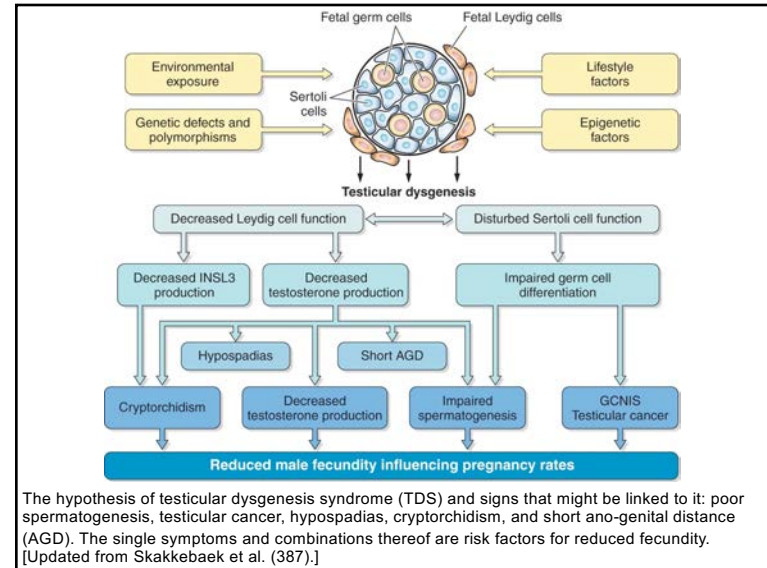 Fetal germ cells
Fetal Leydig cells
Environmental
exposure
Lifestyle
factors
Sertoli
cells
Genetic defects and
polymorphisms
Epigenetic
factors
Testicular dysgenesis
Decreased Leydig cell function
Disturbed Sertoli cell function
Decreased INSL3
production
Decreased
testosterone production
Impaired germ cell
differentiation
Hypospadias
Short AGD
Cryptorchidism
Decreased
testosterone production
Impaired
spermatogenesis
GCNIS
Testicular cancer
Reduced male fecundity influencing pregnancy rates
The hypothesis of testicular dysgenesis syndrome (TDS) and signs that might be linked to it: poor
spermatogenesis, testicular cancer, hypospadias, cryptorchidism, and short ano-genital distance
(AGD). The single symptoms and combinations thereof are risk factors for reduced fecundity.
[Updated from Skakkebaek et al. (387).]